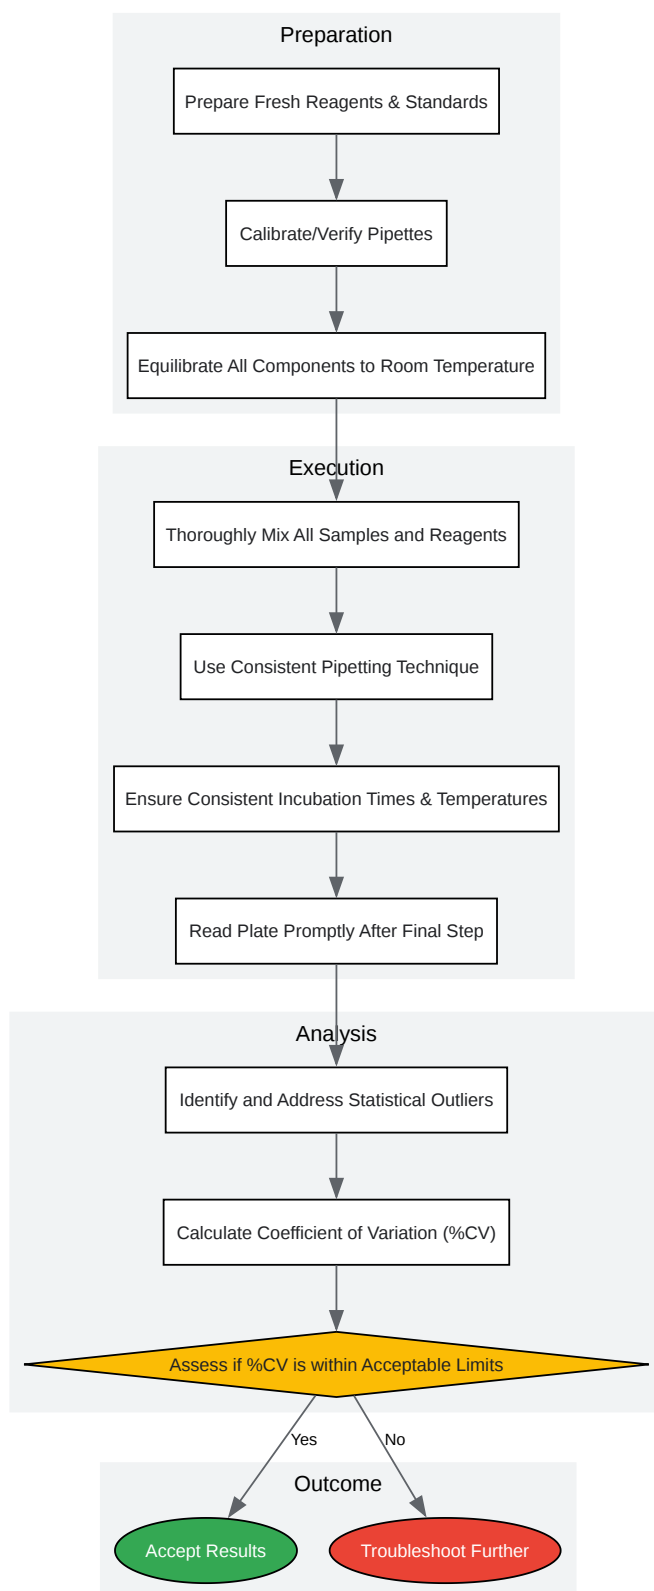 Preparation
Prepare Fresh Reagents & Standards
Calibrate/Verify Pipettes
Equilibrate All Components to Room Temperature
Execution
Thoroughly Mix All Samples and Reagents
Use Consistent Pipetting Technique
Ensure Consistent Incubation Times & Temperatures
Read Plate Promptly After Final Step
Analysis
Identify and Address Statistical Outliers
Calculate Coefficient of Variation (%CV)
Assess if %CV is within Acceptable Limits
Yes
No
Outcome
Accept Results
Troubleshoot Further